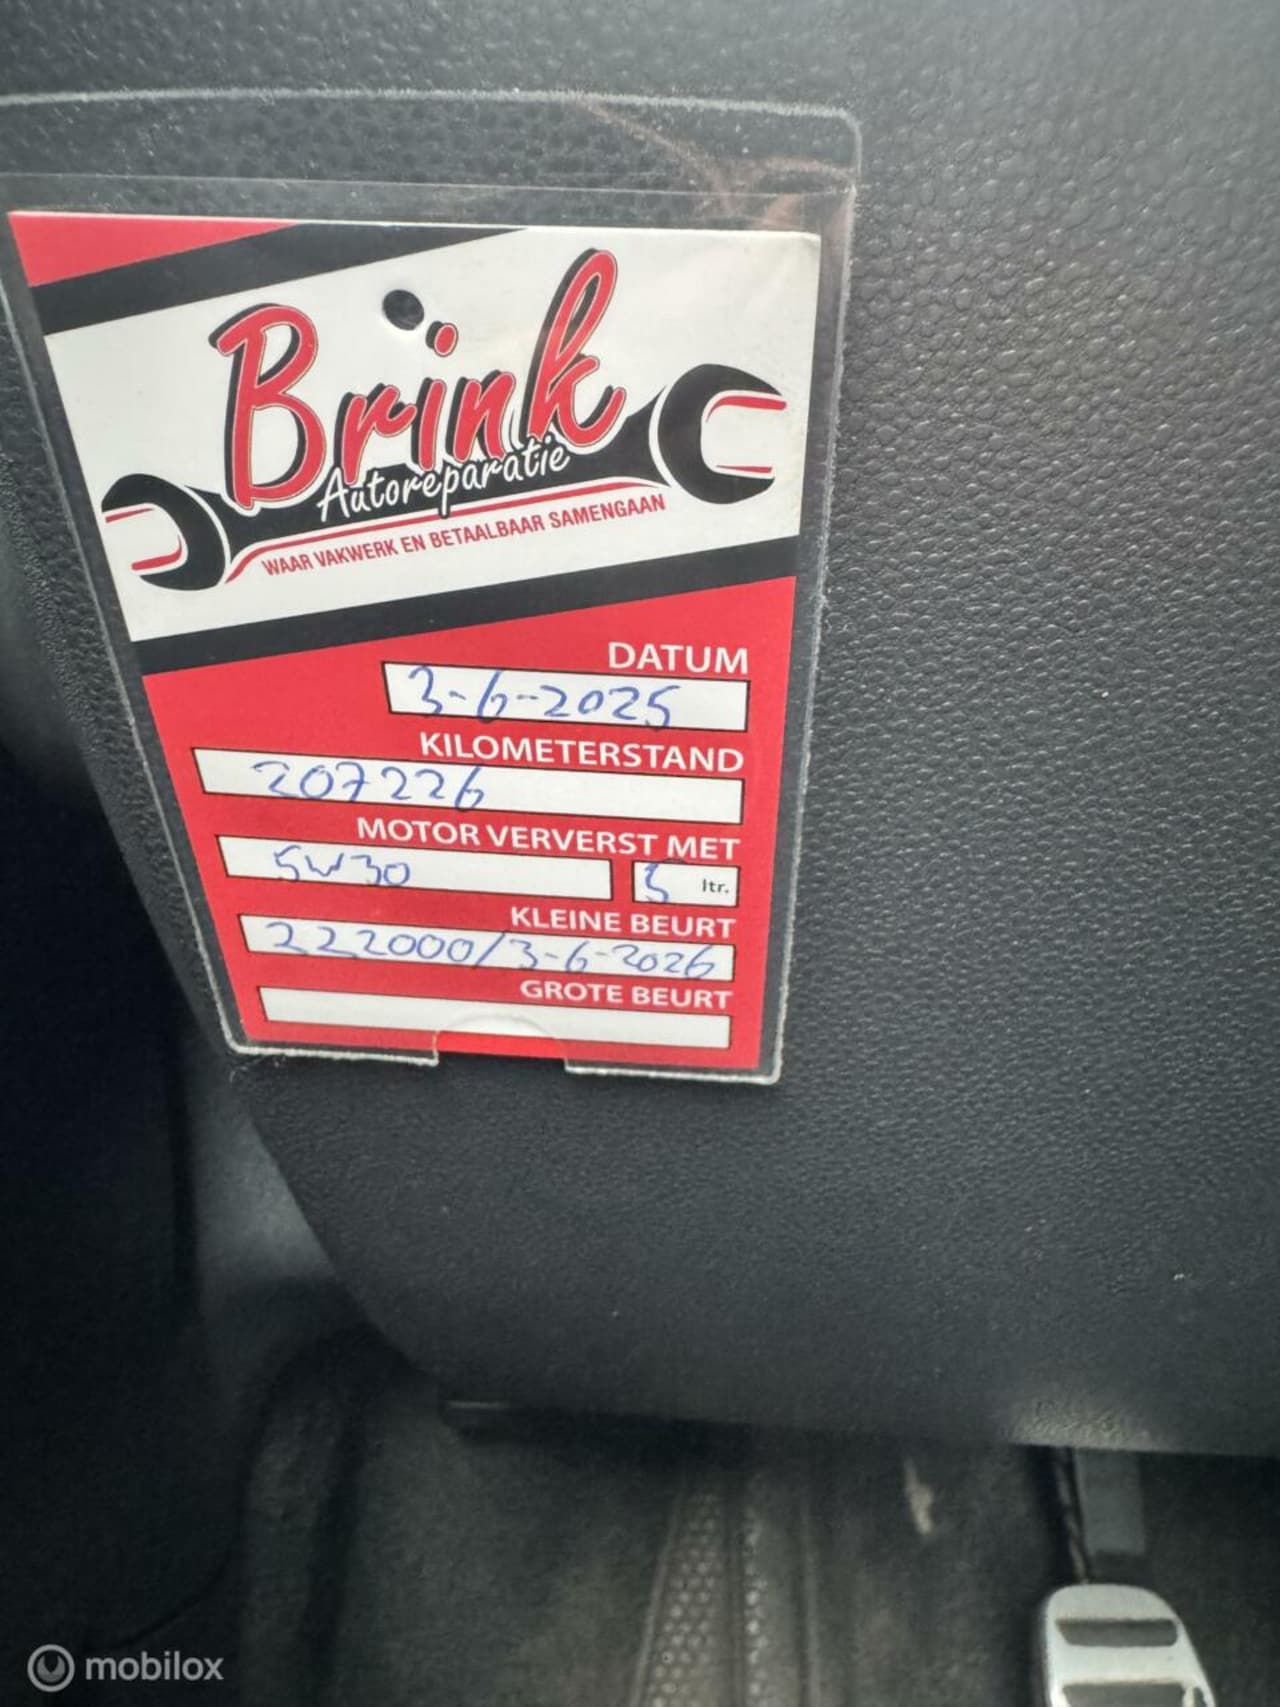 Brink
Autoreparatie
WAAR VAKWERK EN BETAALBAAR SAMENGAAN
DATUM
3-6-2025
KILOMETERSTAND
207226
MOTOR VERVERST MET
5W30 5 ltr.
KLEINE BEURT
222000/3-6-2026
GROTE BEURT
mobilox